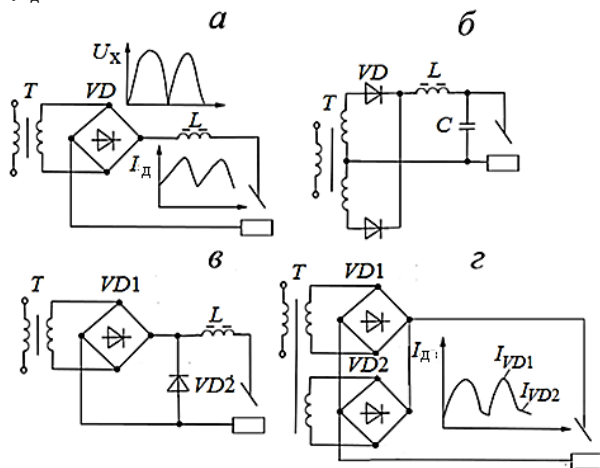 а
U_X
VD
T
L
I_д
б
VD
L
T
C
в
VD1
T
L
VD2
г
VD1
T
VD2
I_д
I_VD1
I_VD2